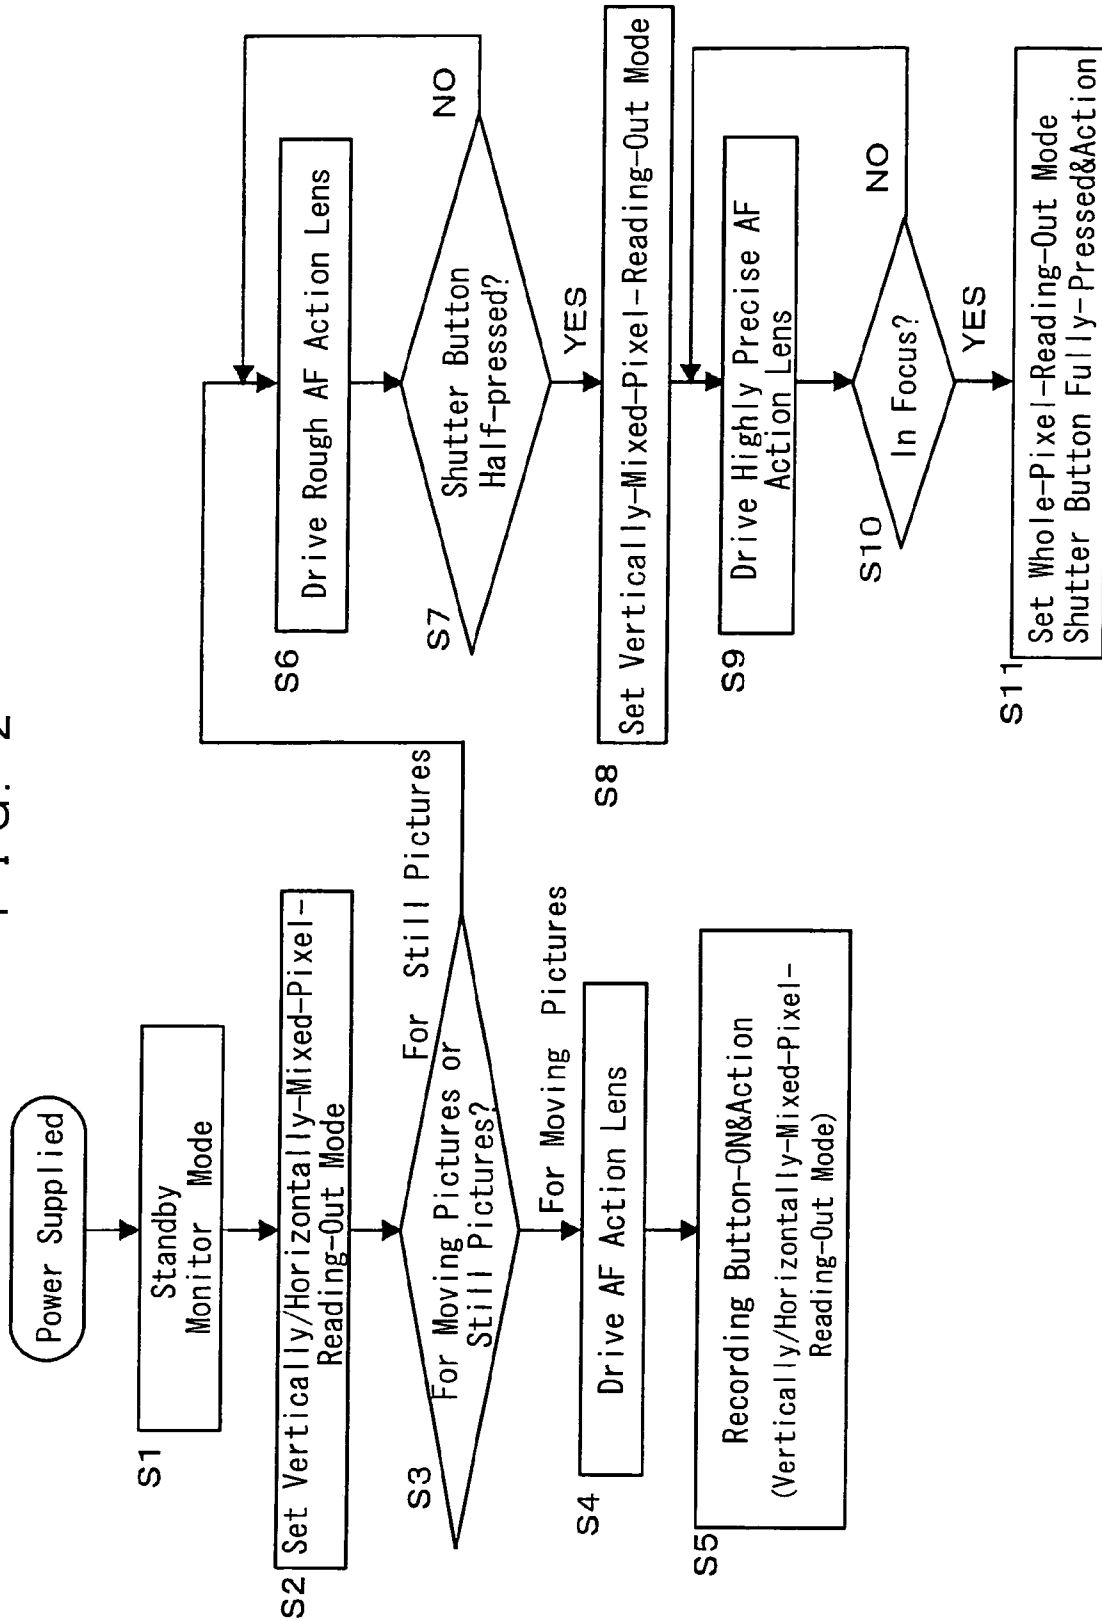 FIG. 2
Power Supplied
S1
Standby
Monitor Mode
S2
Set Vertically/Horizontally-Mixed-Pixel-
Reading-Out Mode
S3
For Moving Pictures or
Still Pictures?
For Still Pictures
For Moving Pictures
S4
Drive AF Action Lens
S5
Recording Button-ON&Action
(Vertically/Horizontally-Mixed-Pixel-
Reading-Out Mode)
S6
Drive Rough AF Action Lens
S7
Shutter Button
Half-pressed?
NO
YES
S8
Set Vertically-Mixed-Pixel-Reading-Out Mode
S9
Drive Highly Precise AF
Action Lens
S10
In Focus?
NO
YES
S11
Set Whole-Pixel-Reading-Out Mode
Shutter Button Fully-Pressed&Action